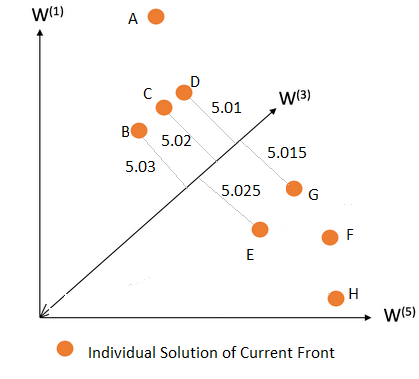 W(1)
A
D
C
W(3)
5.01
B
5.02
5.015
5.03
5.025
G
F
E
H
W(5)
Individual Solution of Current Front